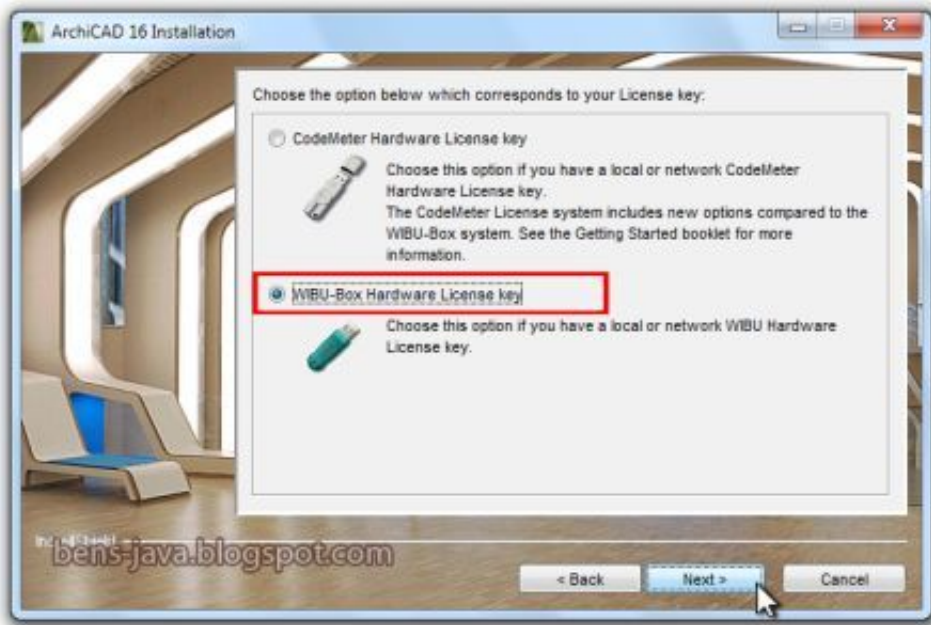 ArchiCAD 16 Installation
Choose the option below which corresponds to your License key:
CodeMeter Hardware License key
Choose this option if you have a local or network CodeMeter
Hardware License key.
The CodeMeter License system includes new options compared to the
WIBU-Box system. See the Getting Started booklet for more
information.
WIBU-Box Hardware License key
Choose this option if you have a local or network WIBU Hardware
License key.
InstallShield
bens-java.blogspot.com
< Back
Next >
Cancel